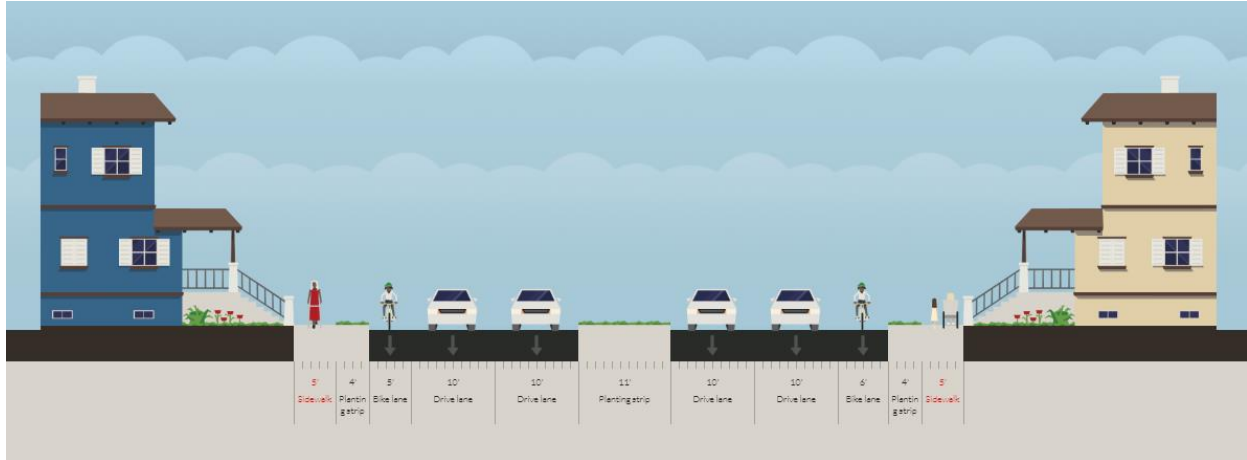 5' 4' 5' 10' 10' 11' 10' 10' 6' 4' 5'
Sidewalk Plantin Bike lane Drive lane Drive lane Planting strip Drive lane Drive lane Bike lane Plantin Sidewalk
g strip g strip